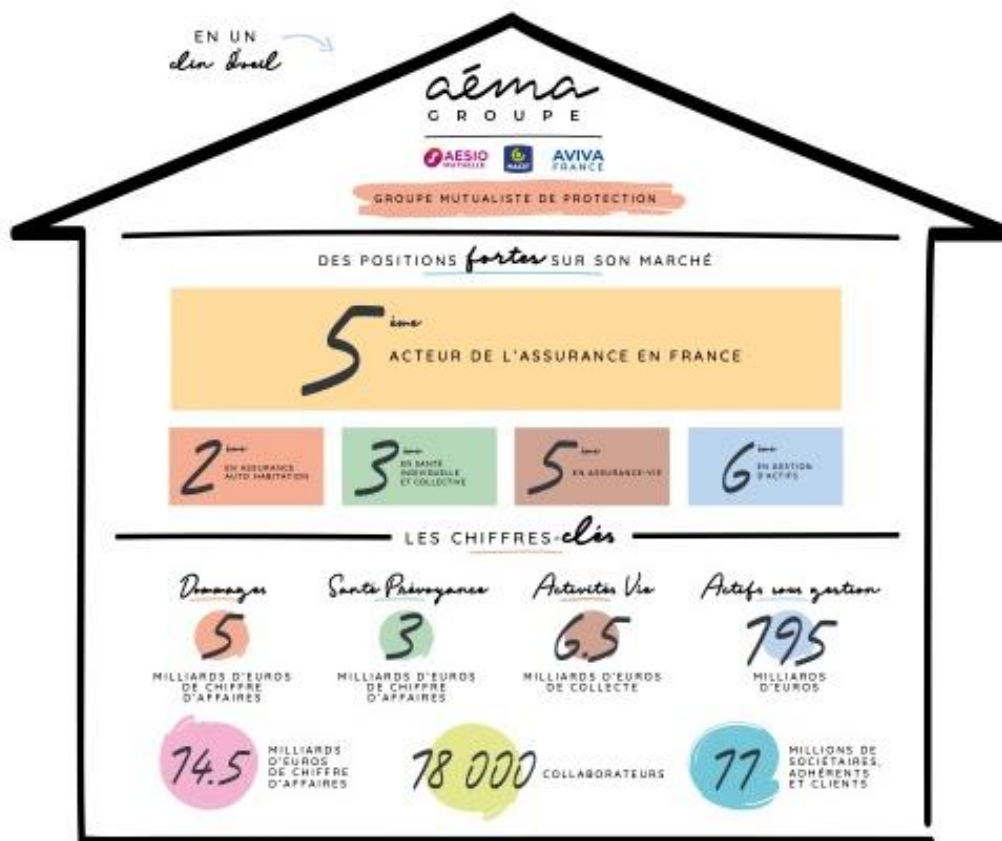 EN UN
clin d'œil
aéma
GROUPE
AESIO MUTUELLE MACIF AVIVA FRANCE
GROUPE MUTUALISTE DE PROTECTION
DES POSITIONS fortes SUR SON MARCHÉ
5ème
ACTEUR DE L'ASSURANCE EN FRANCE
2ème
EN ASSURANCE
AUTO HABITATION
3ème
EN SANTÉ
INDIVIDUELLE
ET COLLECTIVE
5ème
EN ASSURANCE-VIE
6ème
EN GESTION
D'ACTIFS
LES CHIFFRES-clés
Dommages
5
MILLIARDS D'EUROS
DE CHIFFRE
D'AFFAIRES
Santé Prévoyance
3
MILLIARDS D'EUROS
DE CHIFFRE
D'AFFAIRES
Activités Vie
6.5
MILLIARDS D'EUROS
DE COLLECTE
Actifs sous gestion
195
MILLIARDS
D'EUROS
14.5
MILLIARDS
D'EUROS
DE CHIFFRE
D'AFFAIRES
18 000
COLLABORATEURS
11
MILLIONS DE
SOCIÉTAIRES,
ADHÉRENTS
ET CLIENTS